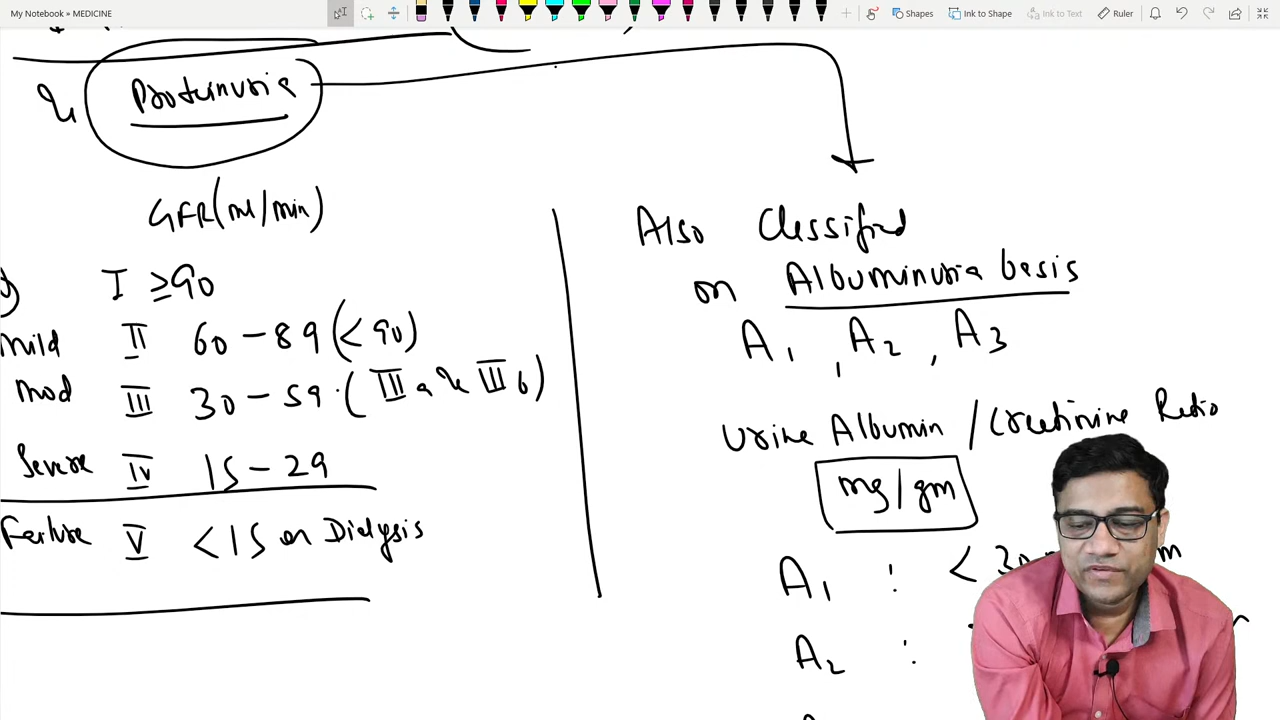 My Notebook » MEDICINE
Shapes
Ink to Shape
Ink to Text
Ruler
& Proteinuria
GFR(ml/min)
I ≥90
Mild II 60-89 (<90)
Mod III 30-59 (III a & III b)
Severe IV 15-29
Failure V <15 or Dialysis
Also Classified
on Albuminuria basis
A1, A2, A3
Urine Albumin / Creatinine Ratio
mg/gm
A1 : < 30
A2 :